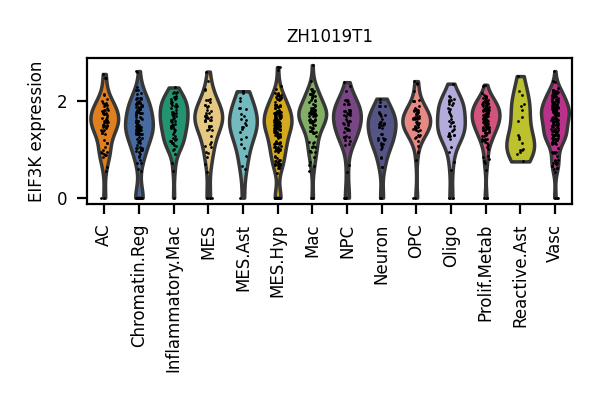 ZH1019T1
EIF3K expression
2
0
AC
Chromatin.Reg
Inflammatory.Mac
MES
MES.Ast
MES.Hyp
Mac
NPC
Neuron
OPC
Oligo
Prolif.Metab
Reactive.Ast
Vasc